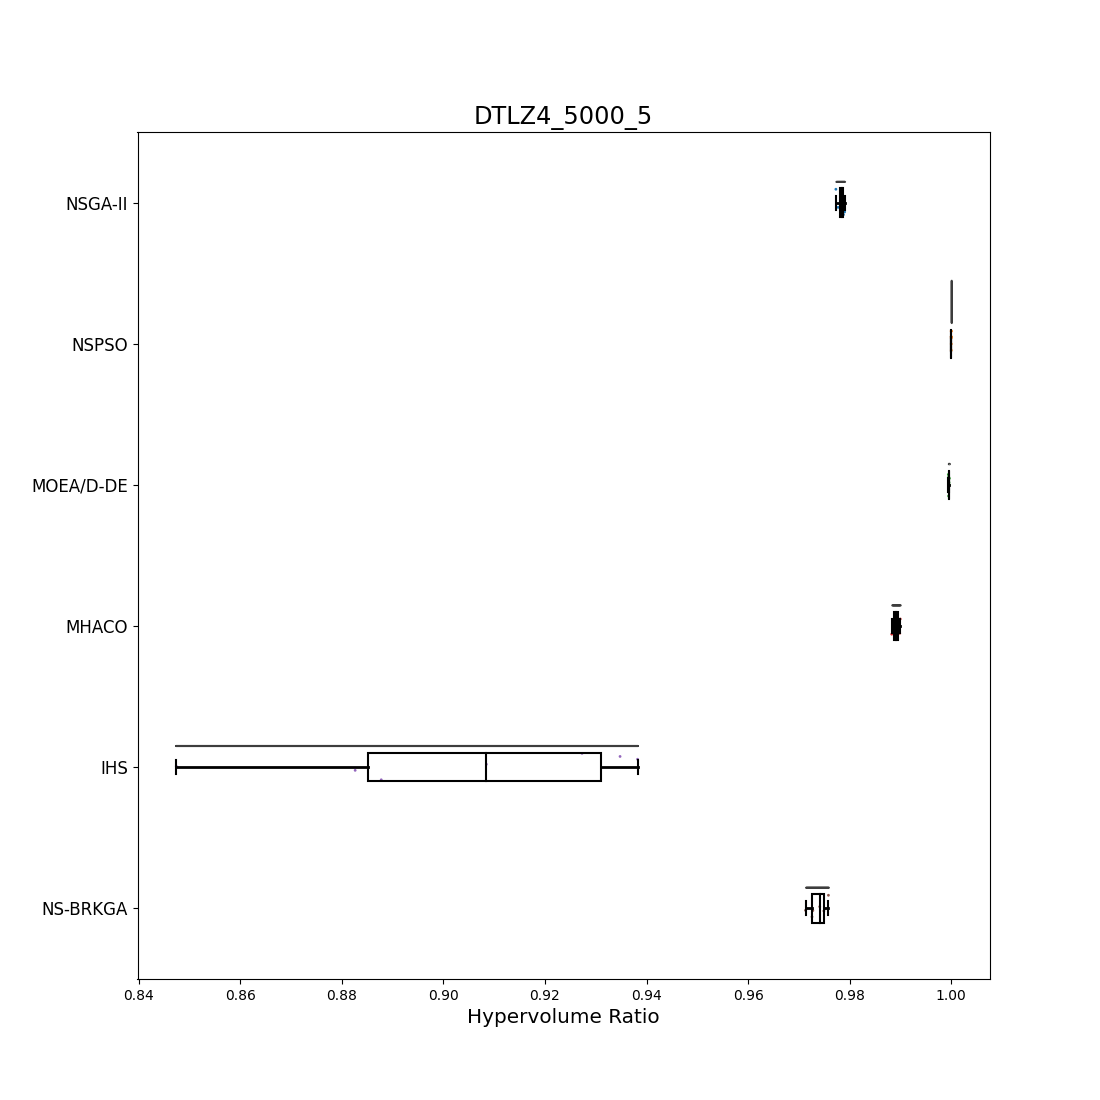 DTLZ4_5000_5
NSGA-II
NSPSO
MOEA/D-DE
MHACO
IHS
NS-BRKGA
0.84 0.86 0.88 0.90 0.92 0.94 0.96 0.98 1.00
Hypervolume Ratio